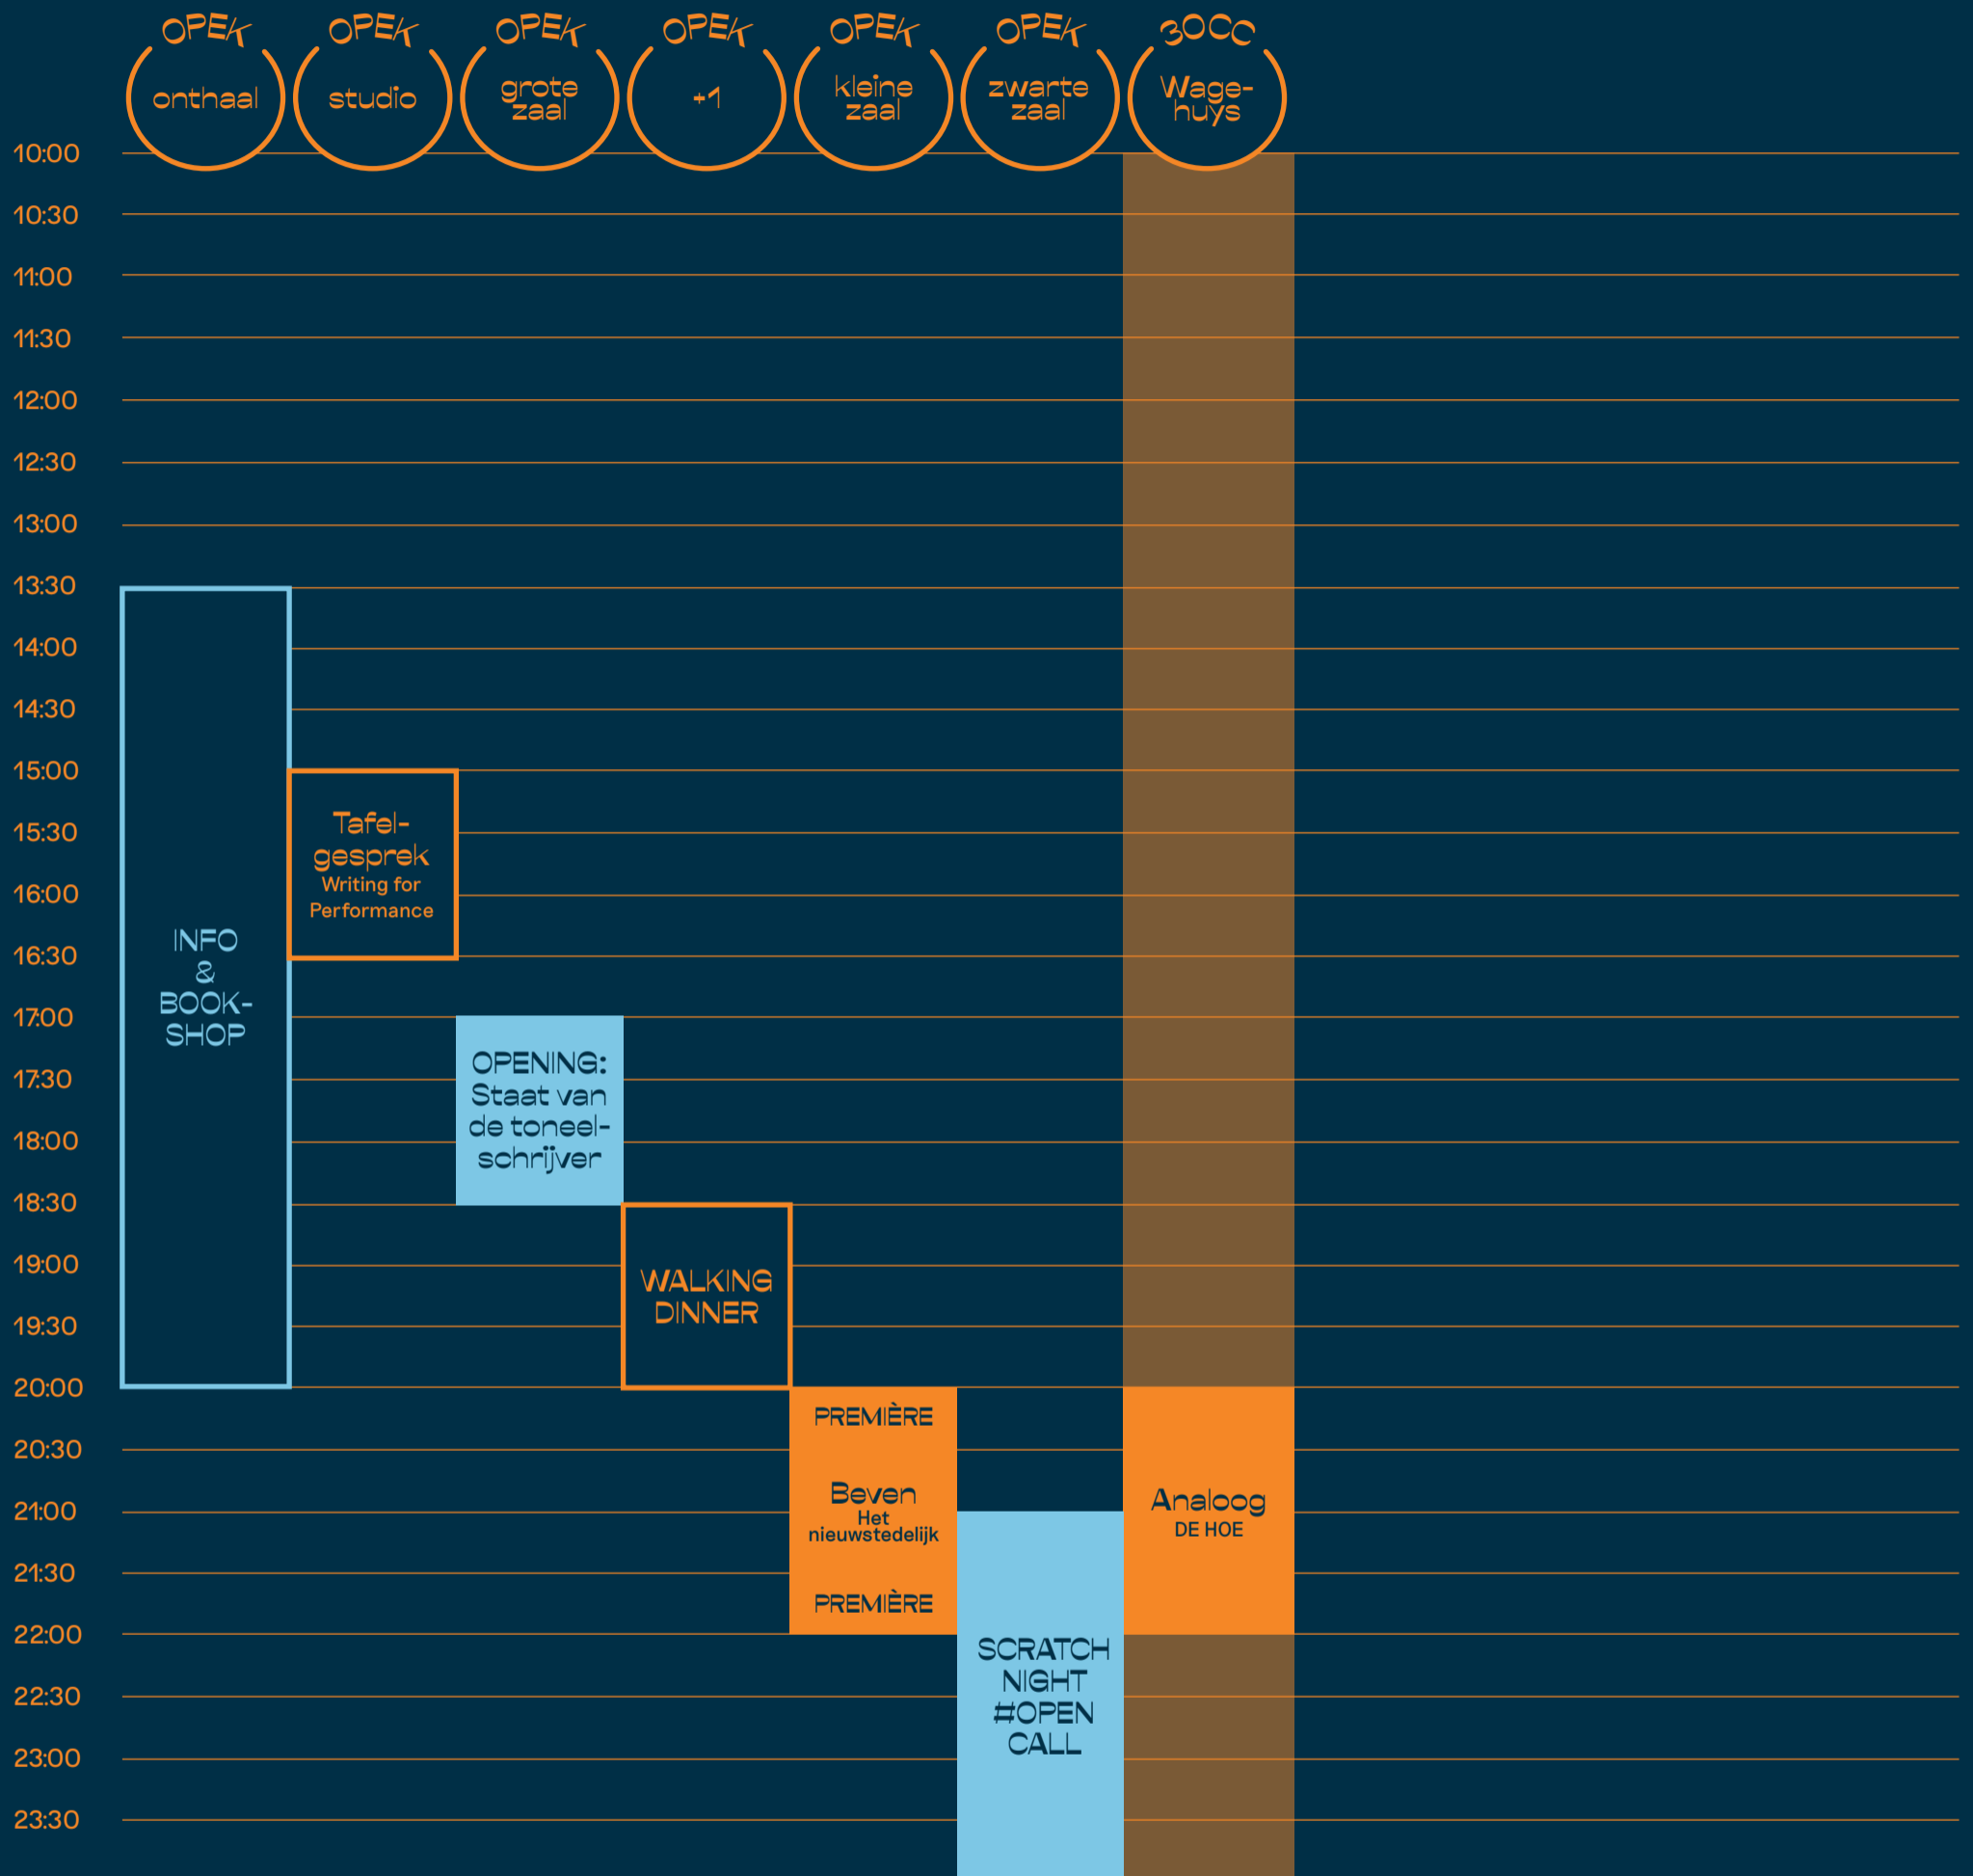 OPEK
onthaal
OPEK
studio
OPEK
grote
zaal
OPEK
+1
OPEK
kleine
zaal
OPEK
zwarte
zaal
30CC
Wage-
huys
10:00
10:30
11:00
11:30
12:00
12:30
13:00
13:30
14:00
14:30
15:00
15:30
16:00
16:30
17:00
17:30
18:00
18:30
19:00
19:30
20:00
20:30
21:00
21:30
22:00
22:30
23:00
23:30
INFO
&
BOOK-
SHOP
Tafel-
gesprek
Writing for
Performance
OPENING:
Staat van
de toneel-
schrijver
WALKING
DINNER
PREMIÈRE
Beven
Het
nieuwstedelijk
PREMIÈRE
SCRATCH
NIGHT
#OPEN
CALL
Analoog
DE HOE